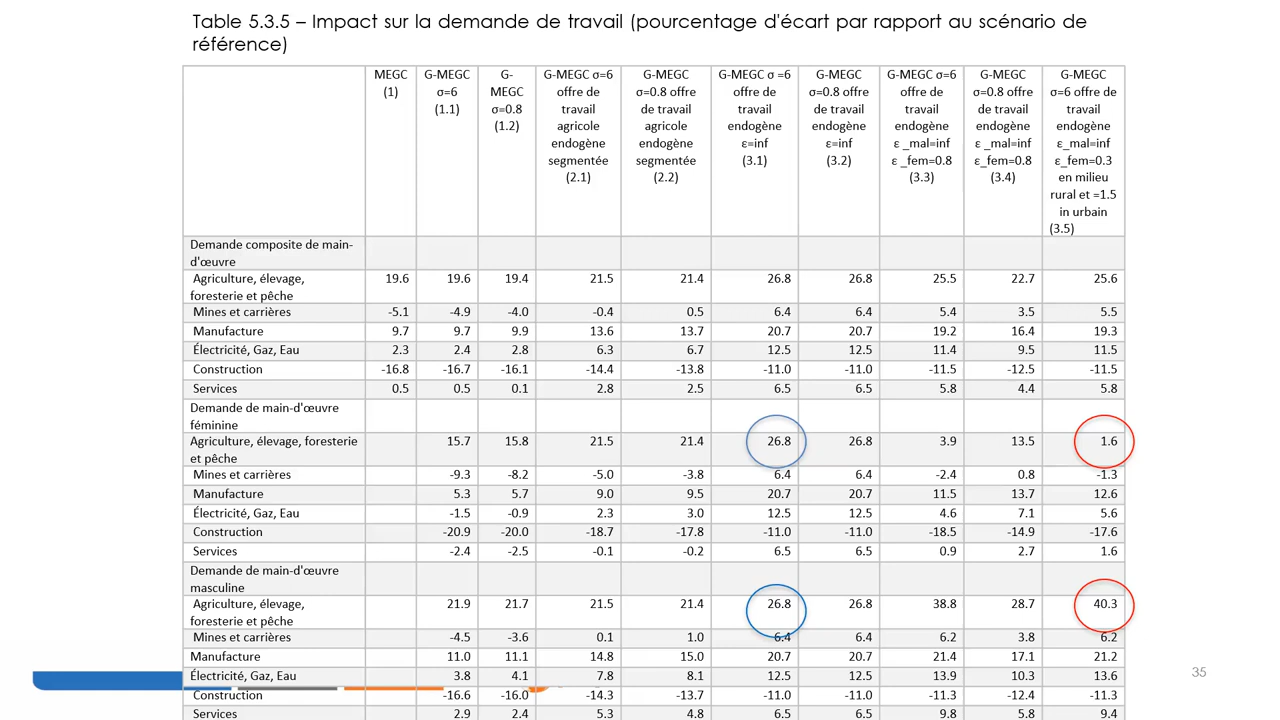 Table 5.3.5 – Impact sur la demande de travail (pourcentage d'écart par rapport au scénario de
référence)
MEGC (1) G-MEGC σ=6 (1.1) G-MEGC σ=0.8 (1.2) G-MEGC σ=6 offre de travail agricole endogène segmentée (2.1) G-MEGC σ=0.8 offre de travail agricole endogène segmentée (2.2) G-MEGC σ =6 offre de travail endogène ε=inf (3.1) G-MEGC σ=0.8 offre de travail endogène ε=inf (3.2) G-MEGC σ=6 offre de travail endogène ε _mal=inf ε _fem=0.8 (3.3) G-MEGC σ=0.8 offre de travail endogène ε _mal=inf ε_fem=0.8 (3.4) G-MEGC σ=6 offre de travail endogène ε_mal=inf ε_fem=0.3 en milieu rural et =1.5 in urbain (3.5)
Demande composite de main-
d'œuvre
Agriculture, élevage, 19.6 19.6 19.4 21.5 21.4 26.8 26.8 25.5 22.7 25.6
foresterie et pêche
Mines et carrières -5.1 -4.9 -4.0 -0.4 0.5 6.4 6.4 5.4 3.5 5.5
Manufacture 9.7 9.7 9.9 13.6 13.7 20.7 20.7 19.2 16.4 19.3
Électricité, Gaz, Eau 2.3 2.4 2.8 6.3 6.7 12.5 12.5 11.4 9.5 11.5
Construction -16.8 -16.7 -16.1 -14.4 -13.8 -11.0 -11.0 -11.5 -12.5 -11.5
Services 0.5 0.5 0.1 2.8 2.5 6.5 6.5 5.8 4.4 5.8
Demande de main-d'œuvre
féminine
Agriculture, élevage, foresterie 15.7 15.8 21.5 21.4 26.8 26.8 3.9 13.5 1.6
et pêche
Mines et carrières -9.3 -8.2 -5.0 -3.8 6.4 6.4 -2.4 0.8 -1.3
Manufacture 5.3 5.7 9.0 9.5 20.7 20.7 11.5 13.7 12.6
Électricité, Gaz, Eau -1.5 -0.9 2.3 3.0 12.5 12.5 4.6 7.1 5.6
Construction -20.9 -20.0 -18.7 -17.8 -11.0 -11.0 -18.5 -14.9 -17.6
Services -2.4 -2.5 -0.1 -0.2 6.5 6.5 0.9 2.7 1.6
Demande de main-d'œuvre
masculine
Agriculture, élevage, 21.9 21.7 21.5 21.4 26.8 26.8 38.8 28.7 40.3
foresterie et pêche
Mines et carrières -4.5 -3.6 0.1 1.0 6.4 6.4 6.2 3.8 6.2
Manufacture 11.0 11.1 14.8 15.0 20.7 20.7 21.4 17.1 21.2
Électricité, Gaz, Eau 3.8 4.1 7.8 8.1 12.5 12.5 13.9 10.3 13.6
Construction -16.6 -16.0 -14.3 -13.7 -11.0 -11.0 -11.3 -12.4 -11.3
Services 2.9 2.4 5.3 4.8 6.5 6.5 9.8 5.8 9.4
35